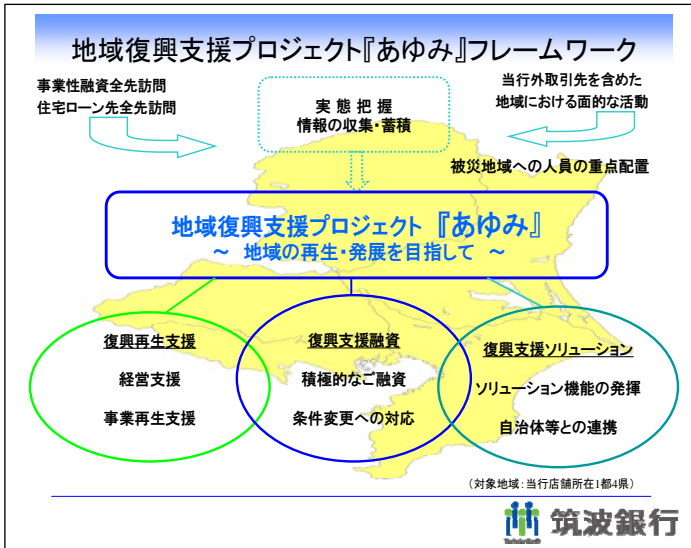 地域復興支援プロジェクト『あゆみ』フレームワーク
事業性融資全先訪問
住宅ローン先全先訪問
実態把握
情報の収集・蓄積
当行外取引先を含めた
地域における面的な活動
被災地域への人員の重点配置
地域復興支援プロジェクト 『あゆみ』
～ 地域の再生・発展を目指して ～
復興再生支援
経営支援
事業再生支援
復興支援融資
積極的なご融資
条件変更への対応
復興支援ソリューション
ソリューション機能の発揮
自治体等との連携
（対象地域：当行店舗所在1都4県）
筑波銀行